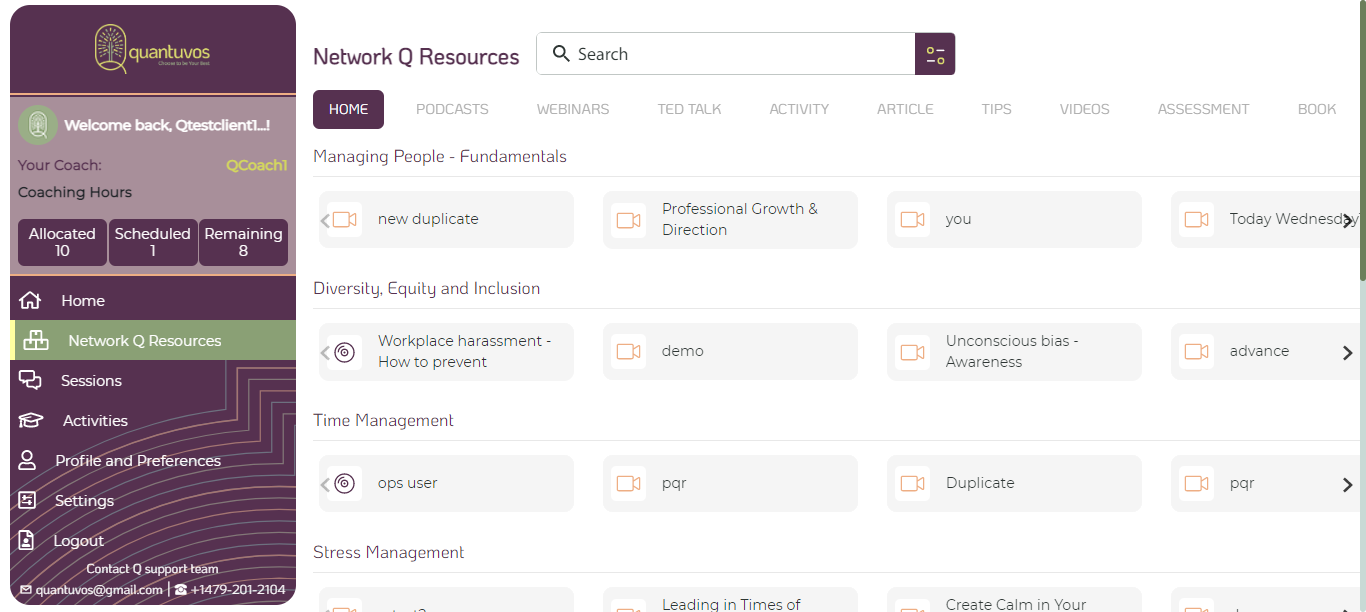 quantuvos
Choose to be Your Best
Welcome back, Qtestclient1...!
Your Coach: QCoach1
Coaching Hours
Allocated
10
Scheduled
1
Remaining
8
Home
Network Q Resources
Sessions
Activities
Profile and Preferences
Settings
Logout
Contact Q support team
quantuvos@gmail.com | +1479-201-2104
Network Q Resources
Search
HOME PODCASTS WEBINARS TED TALK ACTIVITY ARTICLE TIPS VIDEOS ASSESSMENT BOOK
Managing People - Fundamentals
new duplicate
Professional Growth &
Direction
you
Today Wednesday
Diversity, Equity and Inclusion
Workplace harassment -
How to prevent
demo
Unconscious bias -
Awareness
advance
Time Management
ops user
pqr
Duplicate
pqr
Stress Management
Leading in Times of
Create Calm in Your